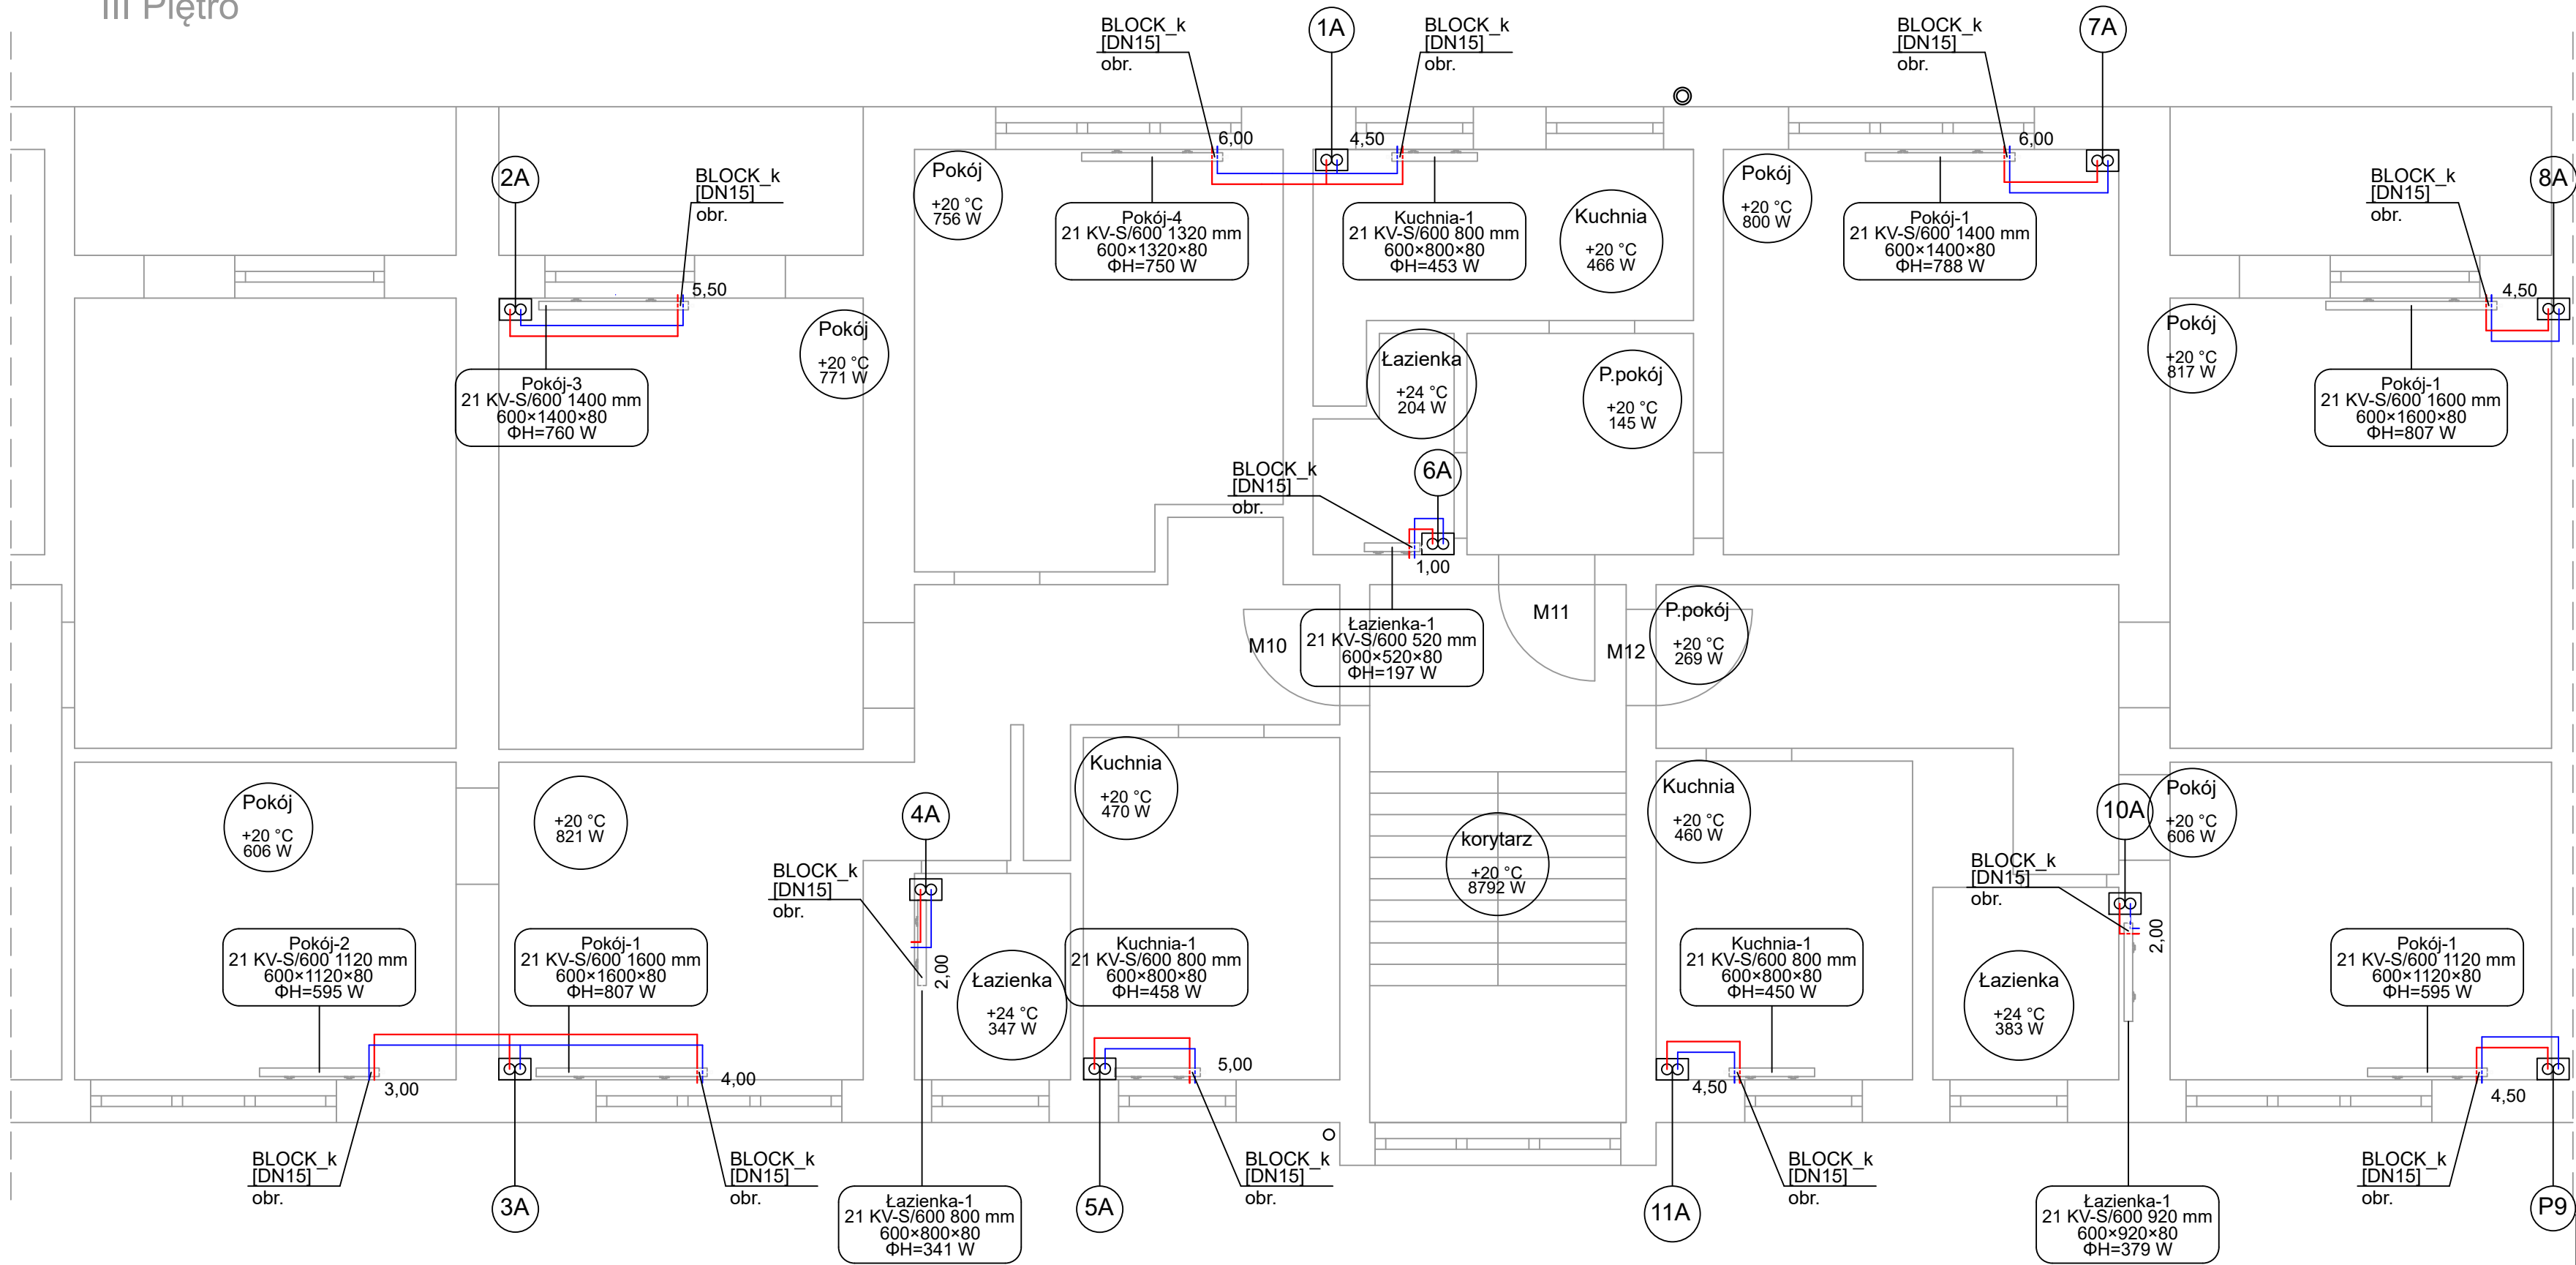 III Piętro
BLOCK_k
[DN15]
obr.
1A
BLOCK_k
[DN15]
obr.
BLOCK_k
[DN15]
obr.
7A
6,00
4,50
6,00
2A
BLOCK_k
[DN15]
obr.
Pokój
+20 °C
756 W
Pokój-4
21 KV-S/600 1320 mm
600×1320×80
ΦH=750 W
Kuchnia-1
21 KV-S/600 800 mm
600×800×80
ΦH=453 W
Kuchnia
+20 °C
466 W
Pokój
+20 °C
800 W
Pokój-1
21 KV-S/600 1400 mm
600×1400×80
ΦH=788 W
BLOCK_k
[DN15]
obr.
8A
5,50
4,50
Pokój
+20 °C
771 W
Pokój-3
21 KV-S/600 1400 mm
600×1400×80
ΦH=760 W
Łazienka
+24 °C
204 W
P.pokój
+20 °C
145 W
Pokój
+20 °C
817 W
Pokój-1
21 KV-S/600 1600 mm
600×1600×80
ΦH=807 W
BLOCK_k
[DN15]
obr.
6A
1,00
M10
Łazienka-1
21 KV-S/600 520 mm
600×520×80
ΦH=197 W
M11
M12
P.pokój
+20 °C
269 W
Pokój
+20 °C
606 W
+20 °C
821 W
4A
Kuchnia
+20 °C
470 W
korytarz
+20 °C
8792 W
Kuchnia
+20 °C
460 W
10A
Pokój
+20 °C
606 W
BLOCK_k
[DN15]
obr.
BLOCK_k
[DN15]
obr.
Pokój-2
21 KV-S/600 1120 mm
600×1120×80
ΦH=595 W
Pokój-1
21 KV-S/600 1600 mm
600×1600×80
ΦH=807 W
2,00
Łazienka
+24 °C
347 W
Kuchnia-1
21 KV-S/600 800 mm
600×800×80
ΦH=458 W
Kuchnia-1
21 KV-S/600 800 mm
600×800×80
ΦH=450 W
Łazienka
+24 °C
383 W
2,00
Pokój-1
21 KV-S/600 1120 mm
600×1120×80
ΦH=595 W
3,00
4,00
5,00
4,50
4,50
BLOCK_k
[DN15]
obr.
3A
BLOCK_k
[DN15]
obr.
Łazienka-1
21 KV-S/600 800 mm
600×800×80
ΦH=341 W
5A
BLOCK_k
[DN15]
obr.
11A
BLOCK_k
[DN15]
obr.
Łazienka-1
21 KV-S/600 920 mm
600×920×80
ΦH=379 W
BLOCK_k
[DN15]
obr.
P9